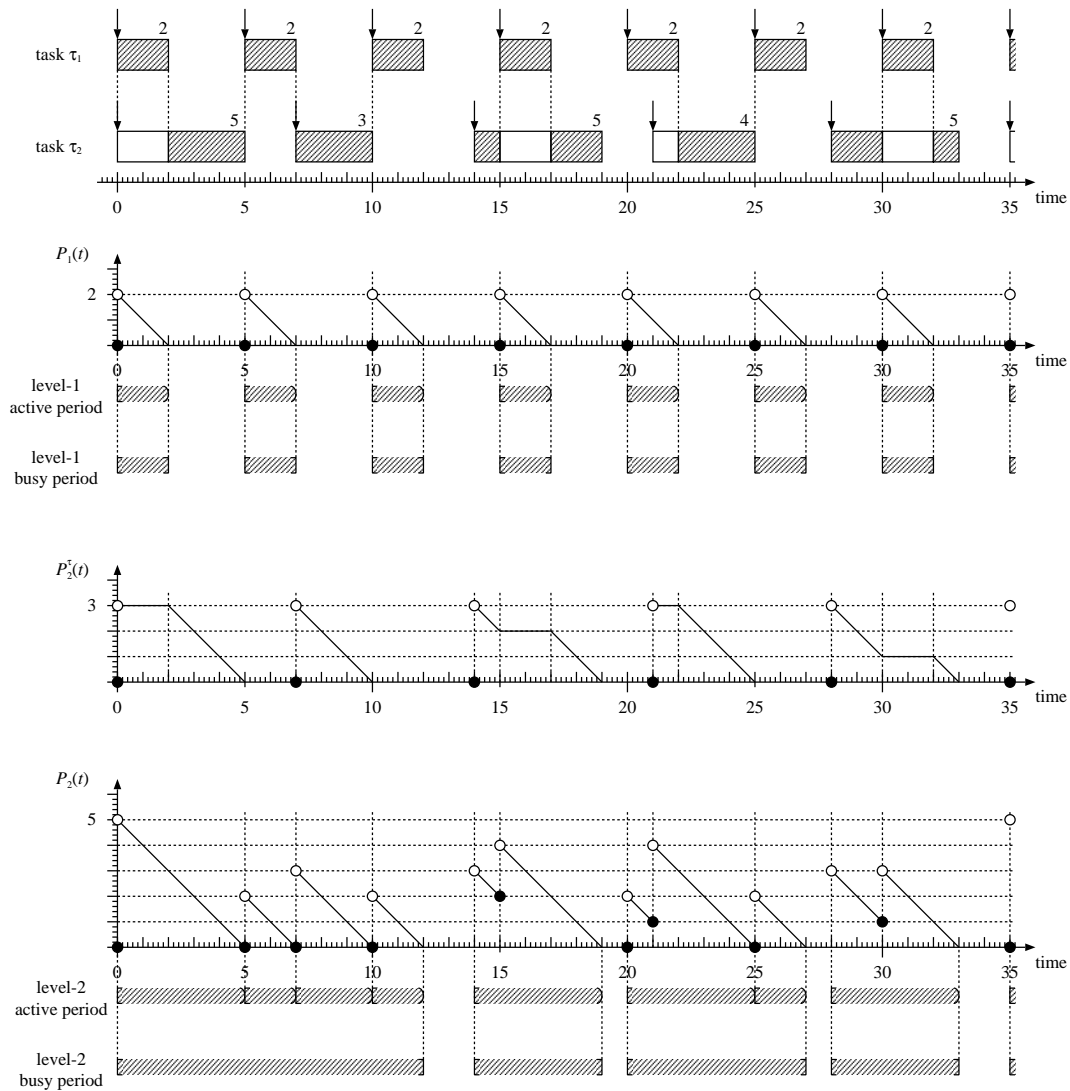 2 2 2 2 2 2 2
task τ₁
5 3 5 4 5
task τ₂
time
0 5 10 15 20 25 30 35
P₁(t)
2
time
0 5 10 15 20 25 30 35
level-1
active period
level-1
busy period
P₂^τ(t)
3
time
0 5 10 15 20 25 30 35
P₂(t)
5
time
0 5 10 15 20 25 30 35
level-2
active period
level-2
busy period